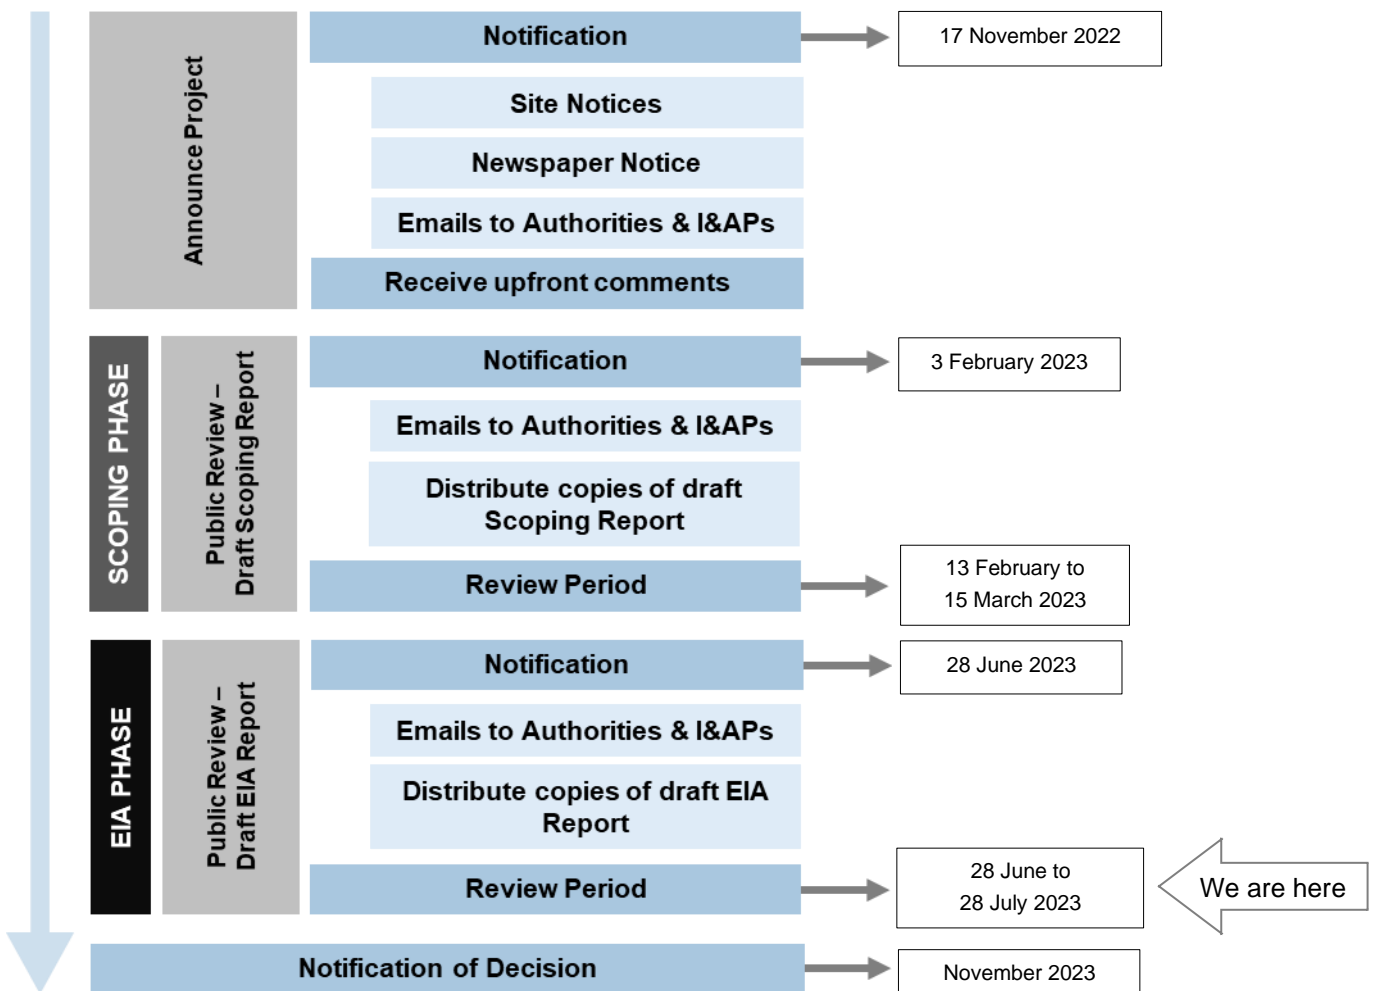 Announce Project
Notification
17 November 2022
Site Notices
Newspaper Notice
Emails to Authorities & I&APs
Receive upfront comments
SCOPING PHASE
Public Review –
Draft Scoping Report
Notification
3 February 2023
Emails to Authorities & I&APs
Distribute copies of draft
Scoping Report
Review Period
13 February to
15 March 2023
EIA PHASE
Public Review –
Draft EIA Report
Notification
28 June 2023
Emails to Authorities & I&APs
Distribute copies of draft EIA
Report
Review Period
28 June to
28 July 2023
We are here
Notification of Decision
November 2023